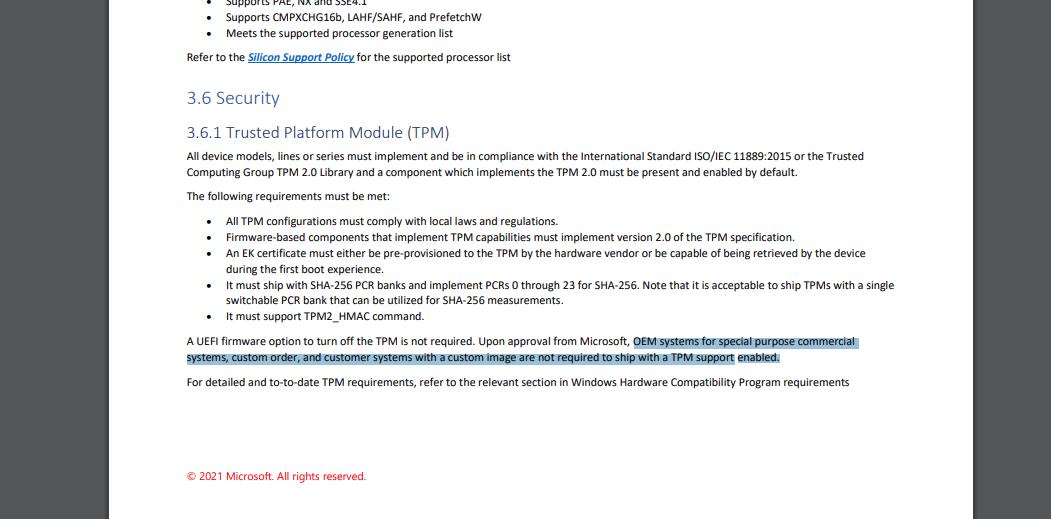 • Supports PAE, NX and SSE4.1
• Supports CMPXCHG16b, LAHF/SAHF, and PrefetchW
• Meets the supported processor generation list
Refer to the Silicon Support Policy for the supported processor list
3.6 Security
3.6.1 Trusted Platform Module (TPM)
All device models, lines or series must implement and be in compliance with the International Standard ISO/IEC 11889:2015 or the Trusted
Computing Group TPM 2.0 Library and a component which implements the TPM 2.0 must be present and enabled by default.
The following requirements must be met:
• All TPM configurations must comply with local laws and regulations.
• Firmware-based components that implement TPM capabilities must implement version 2.0 of the TPM specification.
• An EK certificate must either be pre-provisioned to the TPM by the hardware vendor or be capable of being retrieved by the device
during the first boot experience.
• It must ship with SHA-256 PCR banks and implement PCRs 0 through 23 for SHA-256. Note that it is acceptable to ship TPMs with a single
switchable PCR bank that can be utilized for SHA-256 measurements.
• It must support TPM2_HMAC command.
A UEFI firmware option to turn off the TPM is not required. Upon approval from Microsoft, OEM systems for special purpose commercial
systems, custom order, and customer systems with a custom image are not required to ship with a TPM support enabled.
For detailed and to-to-date TPM requirements, refer to the relevant section in Windows Hardware Compatibility Program requirements
© 2021 Microsoft. All rights reserved.